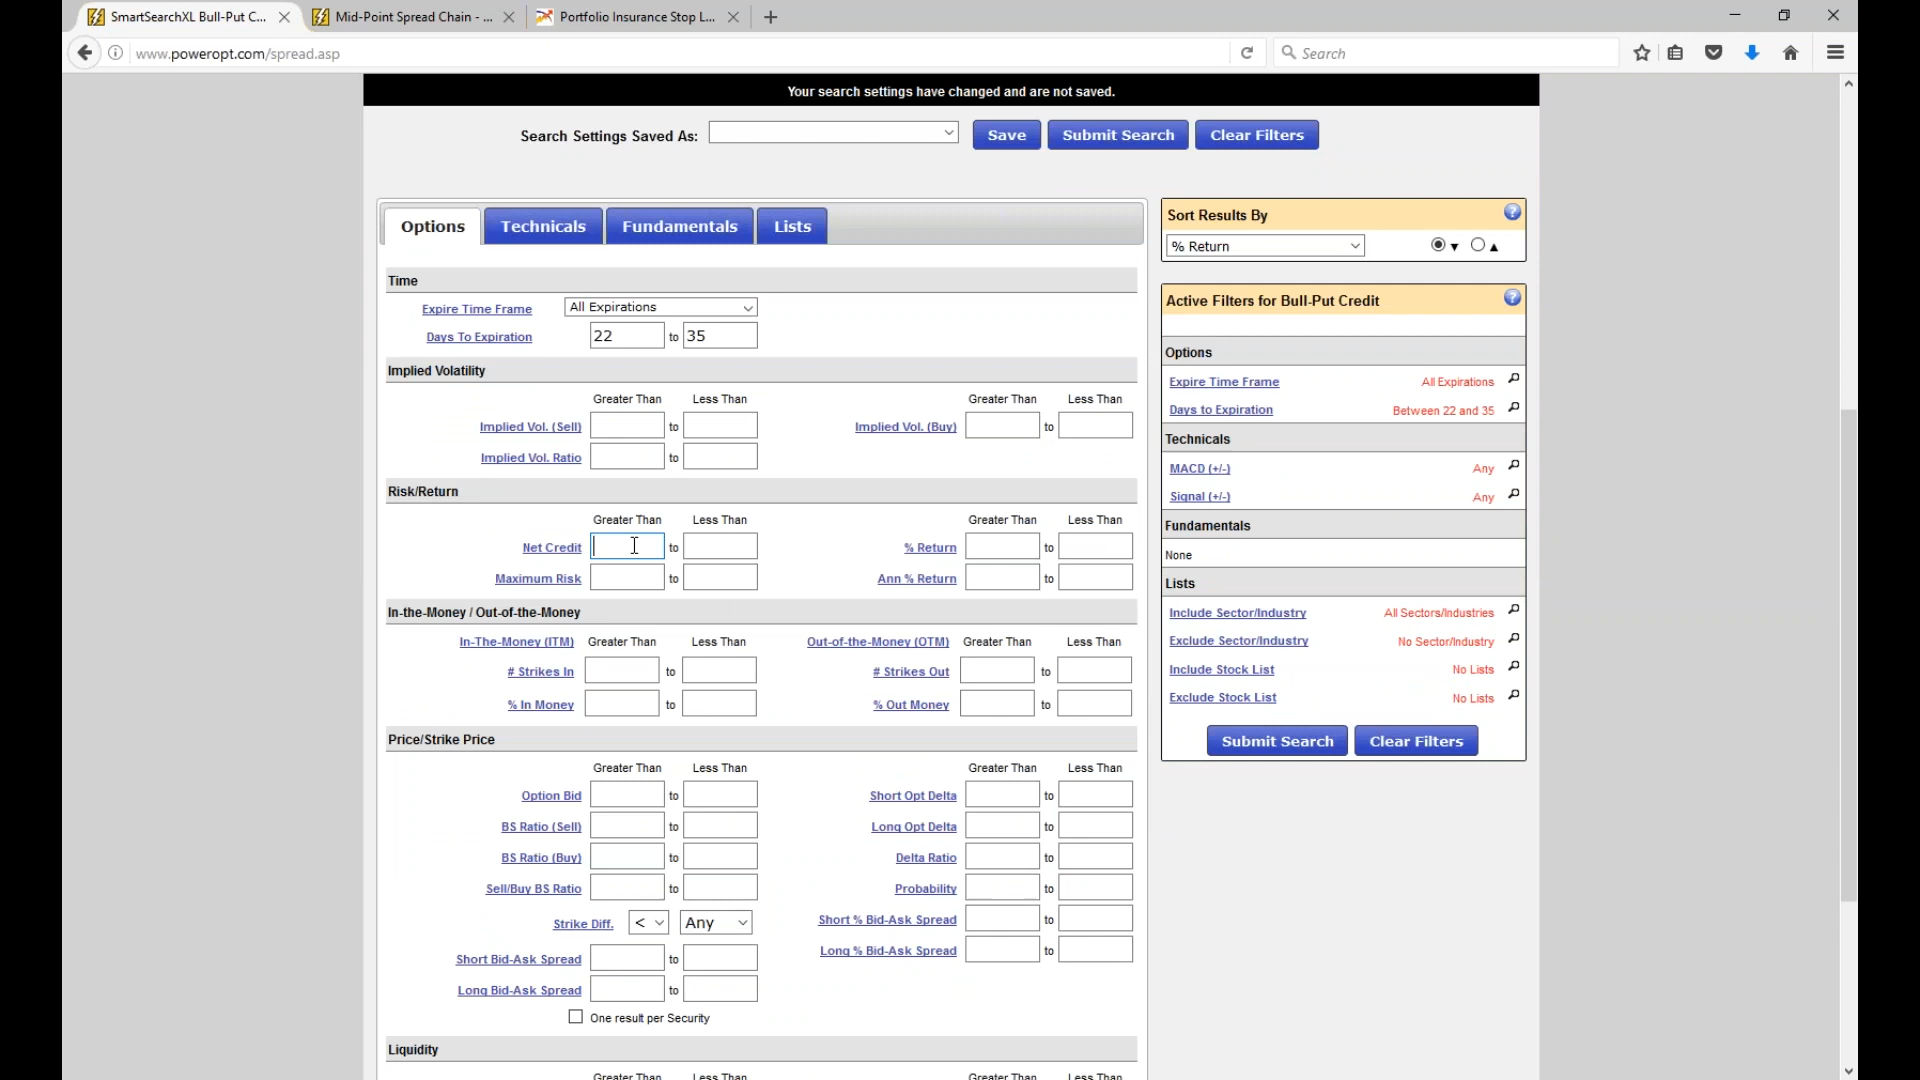 SmartSearchXL Bull-Put C...
Mid-Point Spread Chain - ...
Portfolio Insurance Stop L...
www.poweropt.com/spread.asp
Search
Your search settings have changed and are not saved.
Search Settings Saved As:
Save
Submit Search
Clear Filters
Options
Technicals
Fundamentals
Lists
Time
Expire Time Frame
All Expirations
Days To Expiration
22
to
35
Implied Volatility
Greater Than
Less Than
Greater Than
Less Than
Implied Vol. (Sell)
to
Implied Vol. (Buy)
to
Implied Vol. Ratio
to
Risk/Return
Greater Than
Less Than
Greater Than
Less Than
Net Credit
to
% Return
to
Maximum Risk
to
Ann % Return
to
In-the-Money / Out-of-the-Money
In-The-Money (ITM)
Greater Than
Less Than
Out-of-the-Money (OTM)
Greater Than
Less Than
# Strikes In
to
# Strikes Out
to
% In Money
to
% Out Money
to
Price/Strike Price
Greater Than
Less Than
Greater Than
Less Than
Option Bid
to
Short Opt Delta
to
BS Ratio (Sell)
to
Long Opt Delta
to
BS Ratio (Buy)
to
Delta Ratio
to
Sell/Buy BS Ratio
to
Probability
to
Strike Diff.
<
Any
Short % Bid-Ask Spread
to
Short Bid-Ask Spread
to
Long % Bid-Ask Spread
to
Long Bid-Ask Spread
to
One result per Security
Liquidity
Greater Than
Less Than
Greater Than
Less Than
Sort Results By
% Return
Active Filters for Bull-Put Credit
Options
Expire Time Frame
All Expirations
Days to Expiration
Between 22 and 35
Technicals
MACD (+/-)
Any
Signal (+/-)
Any
Fundamentals
None
Lists
Include Sector/Industry
All Sectors/Industries
Exclude Sector/Industry
No Sector/Industry
Include Stock List
No Lists
Exclude Stock List
No Lists
Submit Search
Clear Filters